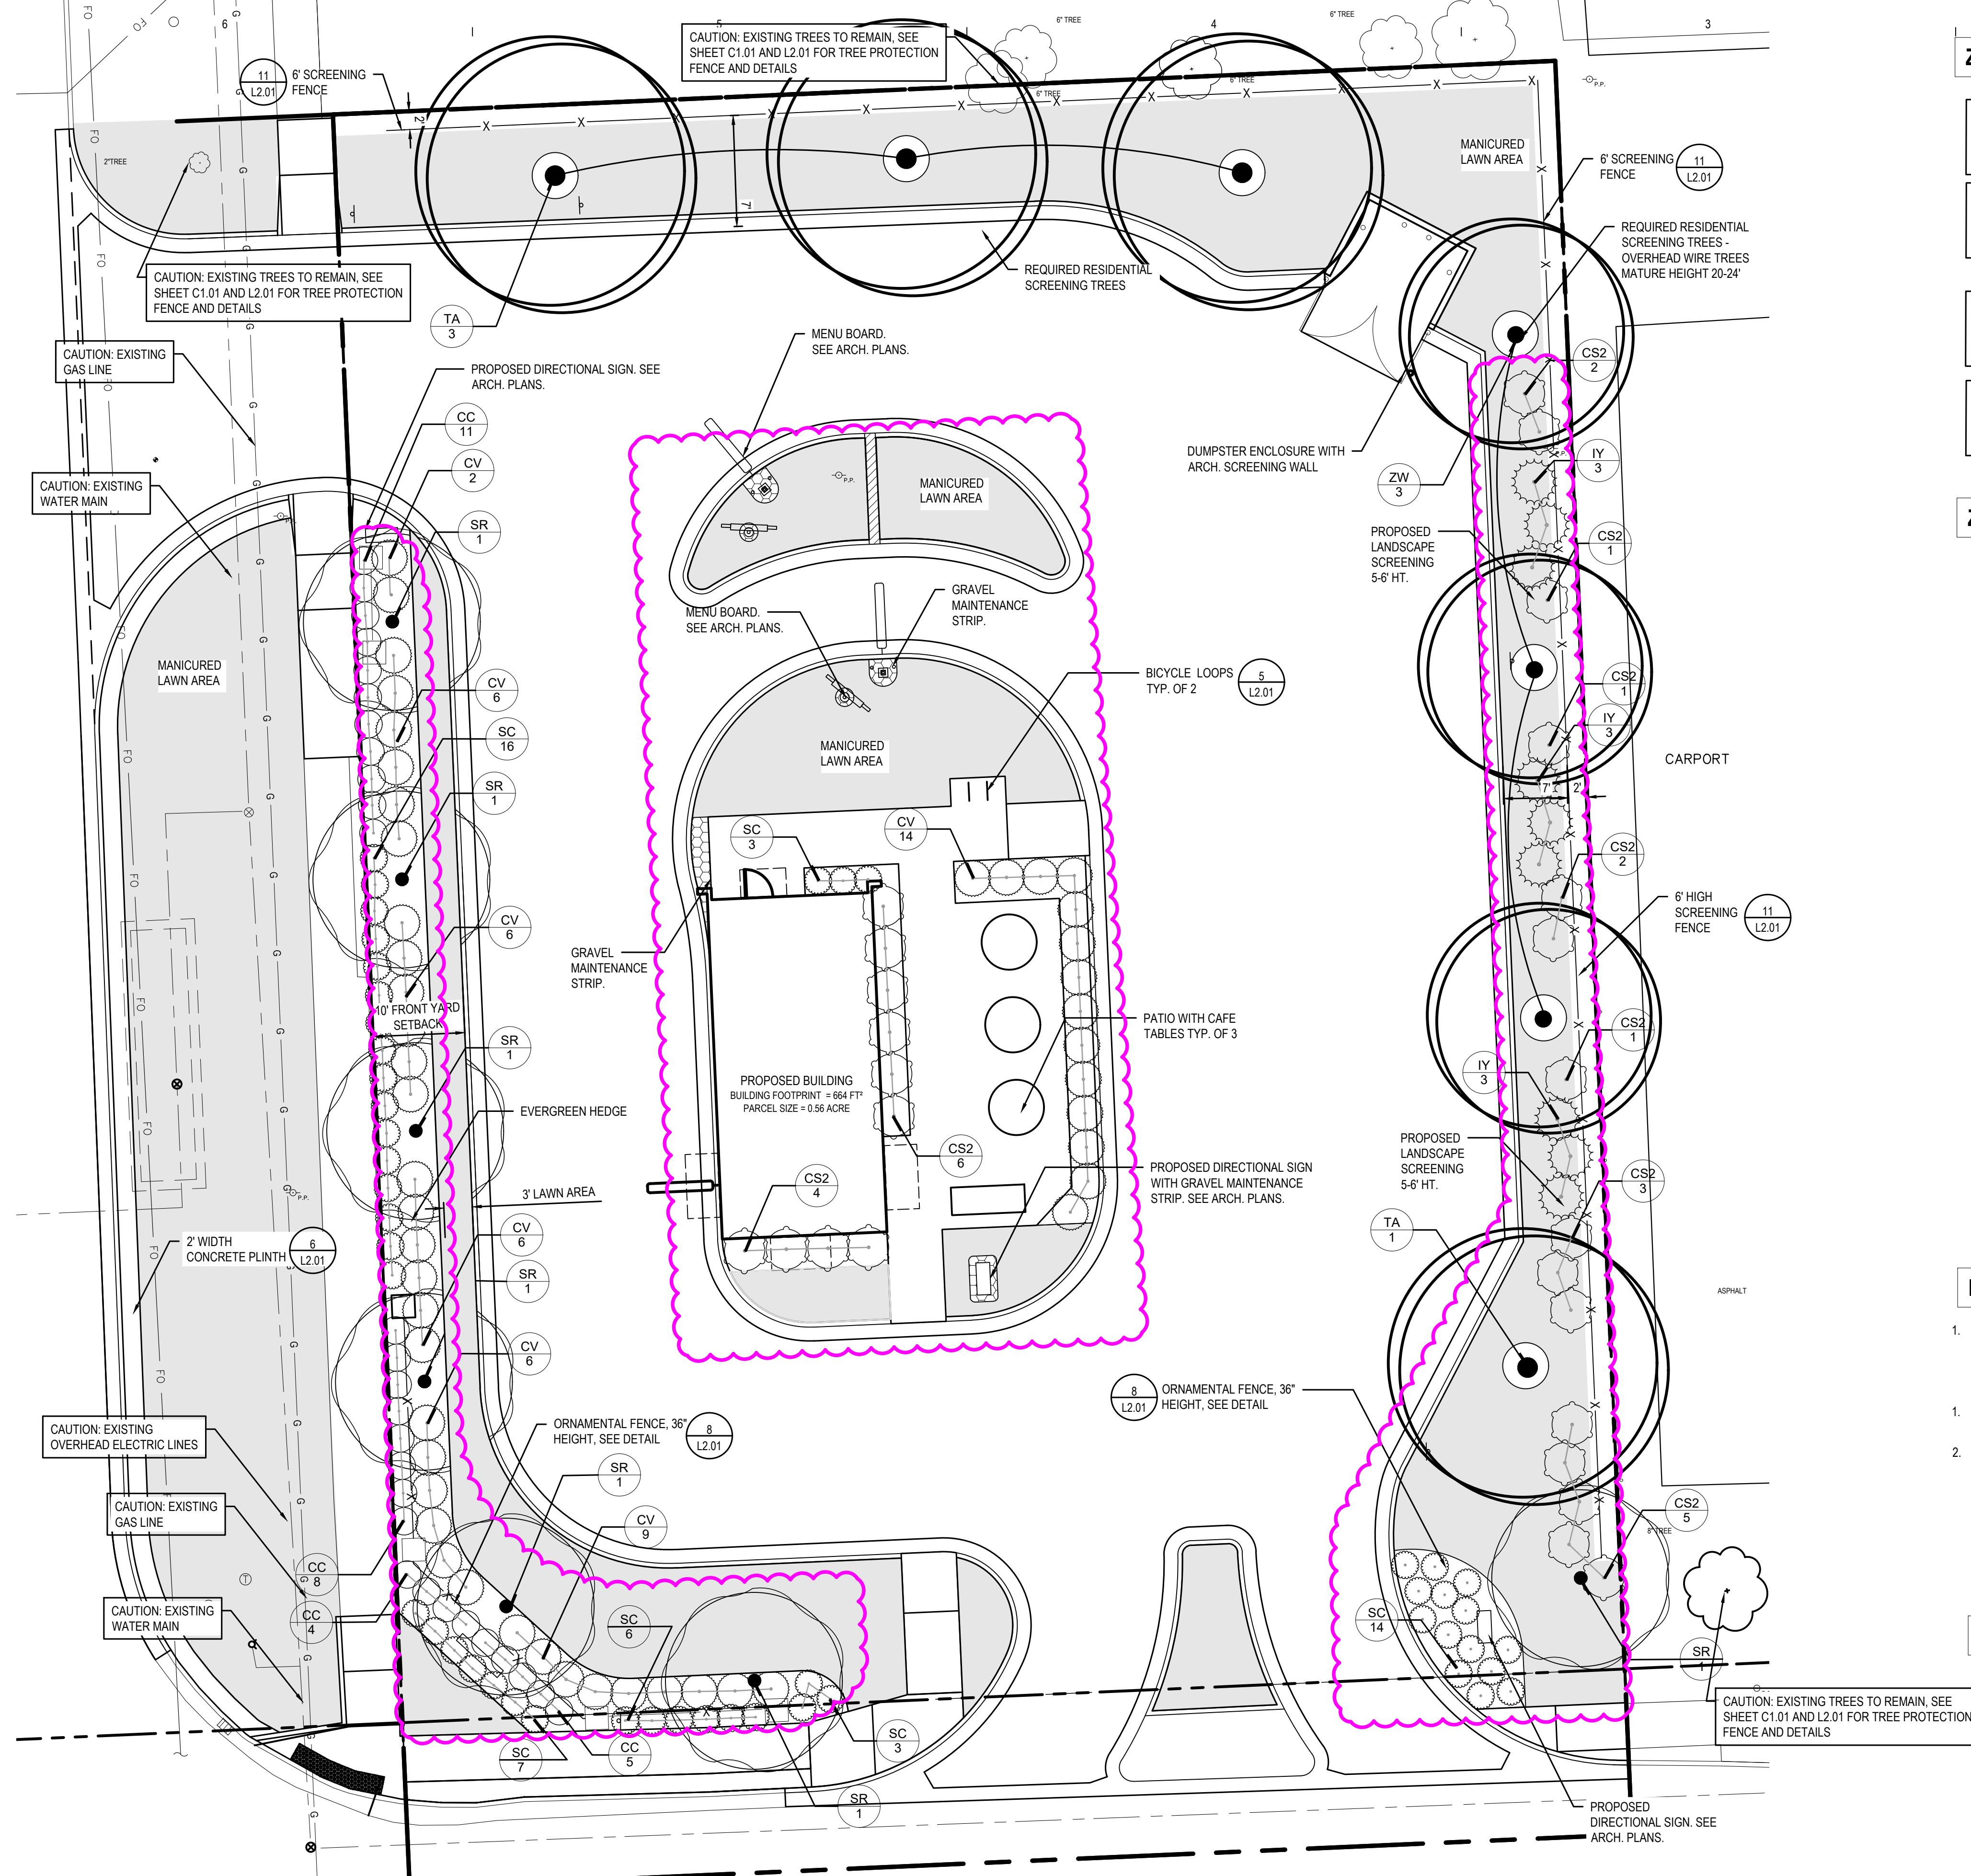 6
5
4
3
6" TREE
6" TREE
CAUTION: EXISTING TREES TO REMAIN, SEE
SHEET C1.01 AND L2.01 FOR TREE PROTECTION
FENCE AND DETAILS
11
L2.01
6' SCREENING
FENCE
2'
6" TREE
6" TREE
P.P.
MANICURED
LAWN AREA
6' SCREENING
FENCE
11
L2.01
2"TREE
7'
REQUIRED RESIDENTIAL
SCREENING TREES -
OVERHEAD WIRE TREES
MATURE HEIGHT 20-24'
REQUIRED RESIDENTIAL
SCREENING TREES
CAUTION: EXISTING TREES TO REMAIN, SEE
SHEET C1.01 AND L2.01 FOR TREE PROTECTION
FENCE AND DETAILS
TA
3
MENU BOARD.
SEE ARCH. PLANS.
CAUTION: EXISTING
GAS LINE
PROPOSED DIRECTIONAL SIGN. SEE
ARCH. PLANS.
CS2
2
CC
11
CV
2
DUMPSTER ENCLOSURE WITH
ARCH. SCREENING WALL
IY
3
ZW
3
CAUTION: EXISTING
WATER MAIN
P.P.
MANICURED
LAWN AREA
SR
1
PROPOSED
LANDSCAPE
SCREENING
5-6' HT.
CS2
1
GRAVEL
MAINTENANCE
STRIP.
MENU BOARD.
SEE ARCH. PLANS.
MANICURED
LAWN AREA
CV
6
BICYCLE LOOPS
TYP. OF 2
5
L2.01
CS2
1
IY
3
SC
16
MANICURED
LAWN AREA
CARPORT
SR
1
7'
2'
SC
3
CV
14
CS2
2
6' HIGH
SCREENING
FENCE
11
L2.01
CV
6
GRAVEL
MAINTENANCE
STRIP.
10' FRONT YARD
SETBACK
PATIO WITH CAFE
TABLES TYP. OF 3
CS2
1
SR
1
IY
3
PROPOSED BUILDING
BUILDING FOOTPRINT = 664 FT²
PARCEL SIZE = 0.56 ACRE
EVERGREEN HEDGE
PROPOSED
LANDSCAPE
SCREENING
5-6' HT.
CS2
6
PROPOSED DIRECTIONAL SIGN
WITH GRAVEL MAINTENANCE
STRIP. SEE ARCH. PLANS.
CS2
3
CS2
4
P.P.
3' LAWN AREA
TA
1
2' WIDTH
CONCRETE PLINTH
6
L2.01
CV
6
SR
1
ASPHALT
CV
6
1.
8
L2.01
ORNAMENTAL FENCE, 36"
HEIGHT, SEE DETAIL
CAUTION: EXISTING
OVERHEAD ELECTRIC LINES
ORNAMENTAL FENCE, 36"
HEIGHT, SEE DETAIL
8
L2.01
1.
2.
SR
1
CAUTION: EXISTING
GAS LINE
CV
9
CS2
5
8" TREE
CC
8
CAUTION: EXISTING
WATER MAIN
CC
4
SC
6
SC
14
SR
1
CAUTION: EXISTING TREES TO REMAIN, SEE
SHEET C1.01 AND L2.01 FOR TREE PROTECTION
FENCE AND DETAILS
SC
3
SC
7
CC
5
SR
1
PROPOSED
DIRECTIONAL SIGN. SEE
ARCH. PLANS.